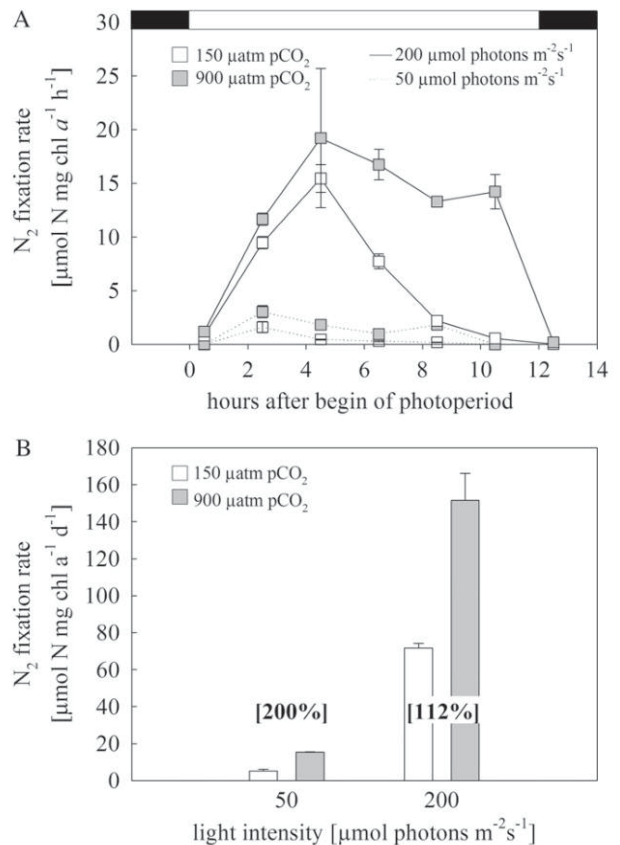 A
30
25
20
15
10
5
0
N₂ fixation rate
[µmol N mg chl a⁻¹ h⁻¹]
150 µatm pCO₂
900 µatm pCO₂
200 µmol photons m⁻²s⁻¹
50 µmol photons m⁻²s⁻¹
0 2 4 6 8 10 12 14
hours after begin of photoperiod
B
180
160
140
120
100
80
60
40
20
0
N₂ fixation rate
[µmol N mg chl a⁻¹ d⁻¹]
150 µatm pCO₂
900 µatm pCO₂
[200%] [112%]
50 200
light intensity [µmol photons m⁻²s⁻¹]